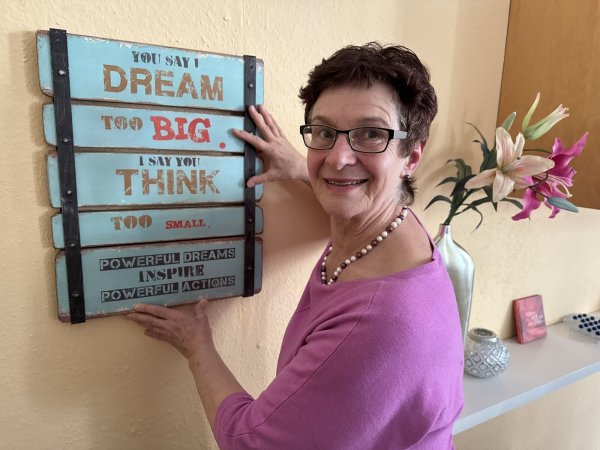 YOU SAY I
DREAM
TOO BIG.
I SAY YOU
THINK
TOO SMALL
POWERFUL DREAMS
INSPIRE
POWERFUL ACTIONS